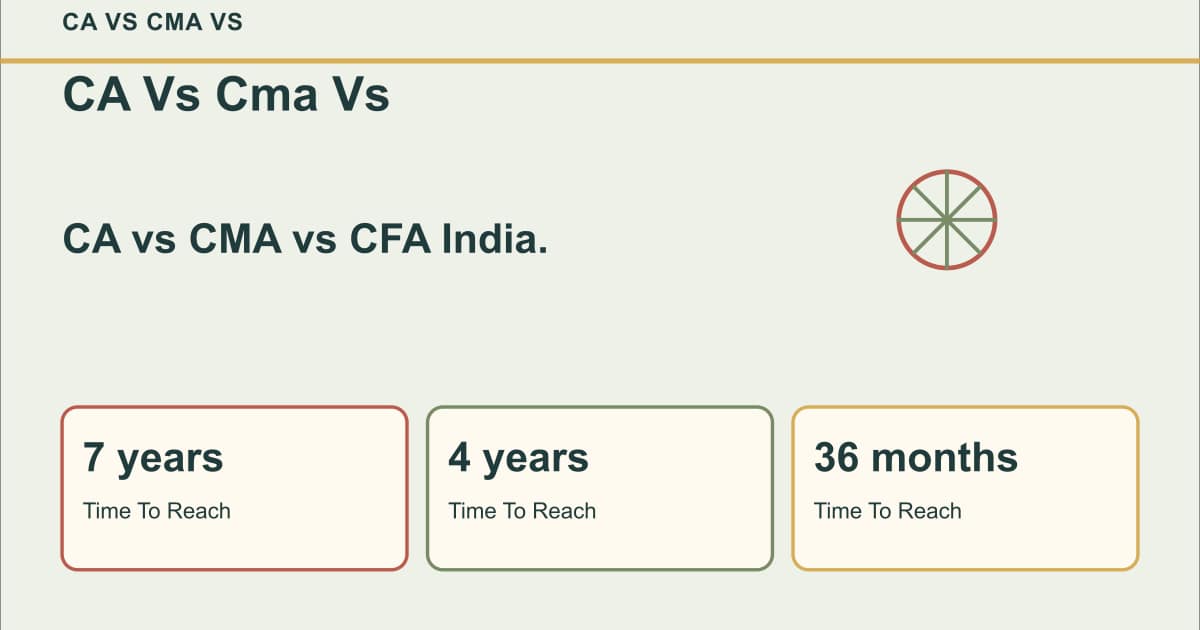 CA VS CMA VS
CA Vs Cma Vs
CA vs CMA vs CFA India.
7 years
Time To Reach
4 years
Time To Reach
36 months
Time To Reach